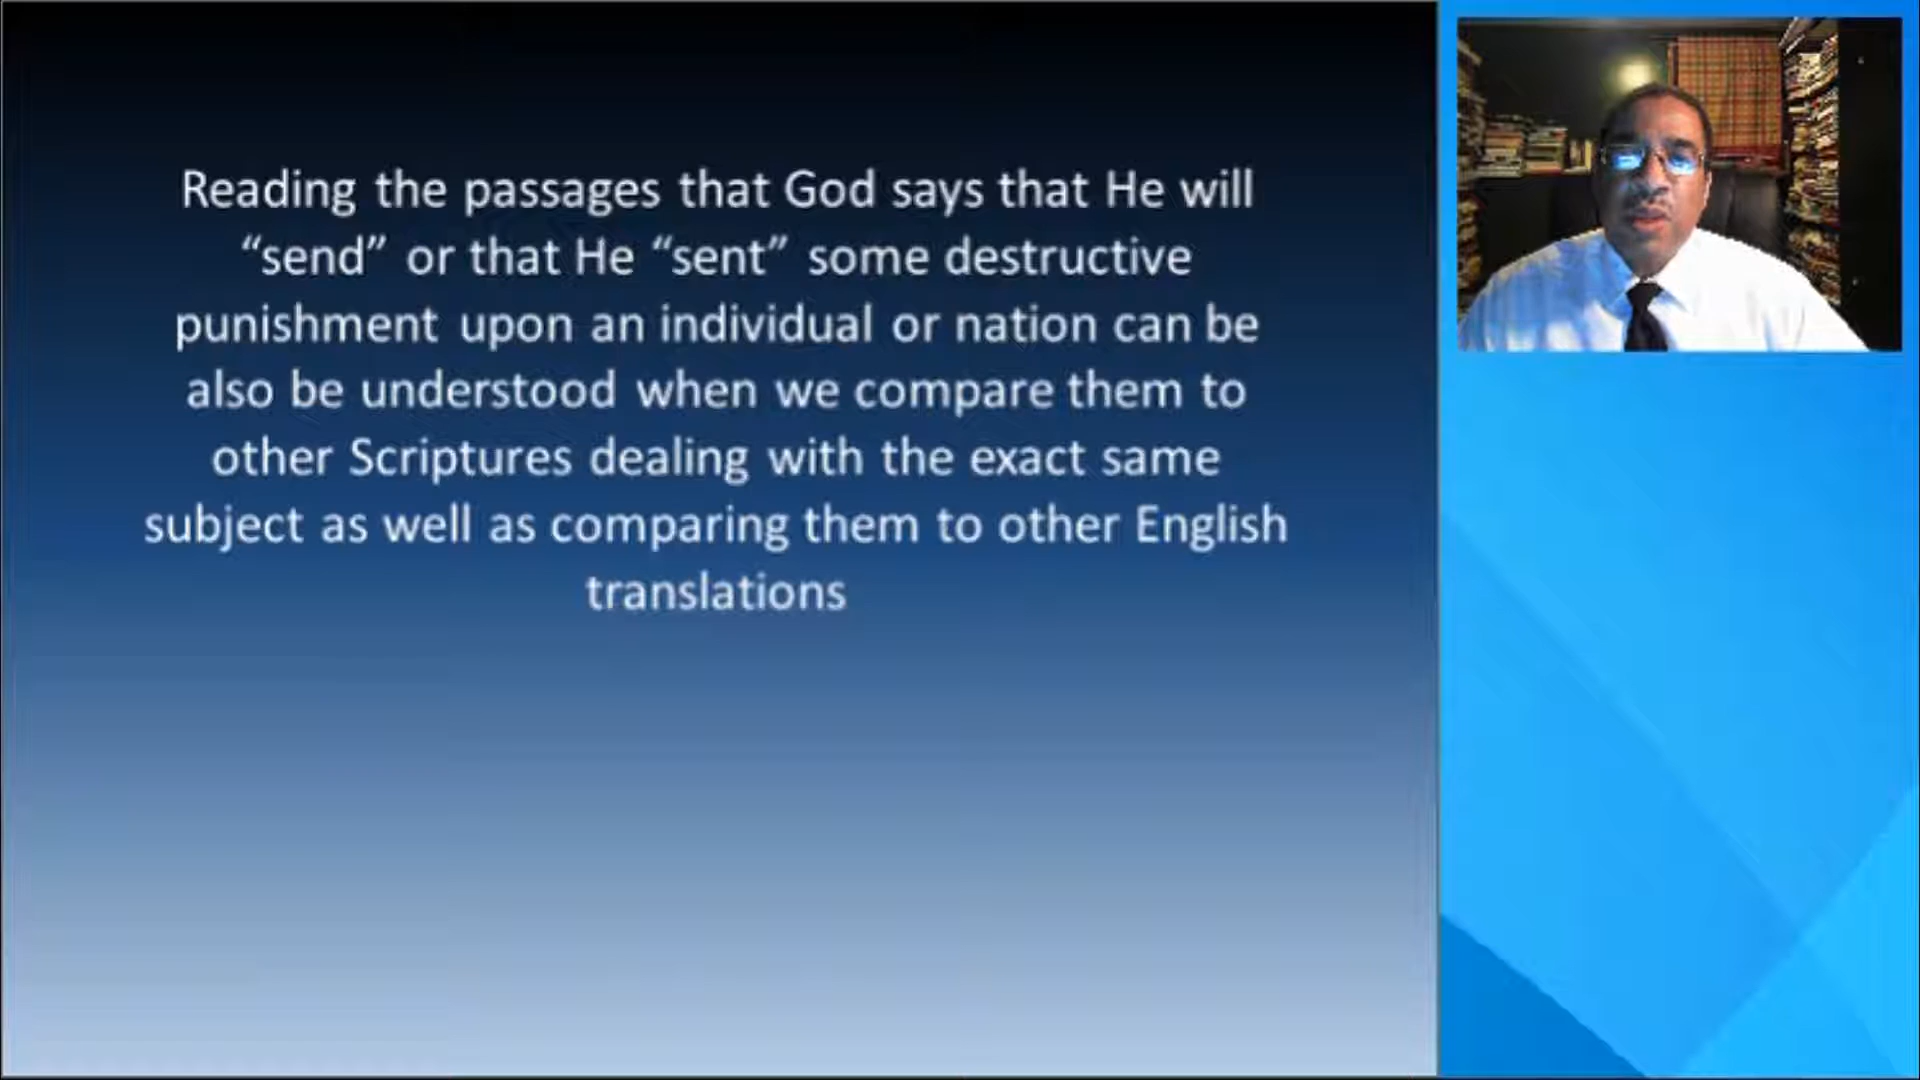 Reading the passages that God says that He will
“send” or that He “sent” some destructive
punishment upon an individual or nation can be
also be understood when we compare them to
other Scriptures dealing with the exact same
subject as well as comparing them to other English
translations